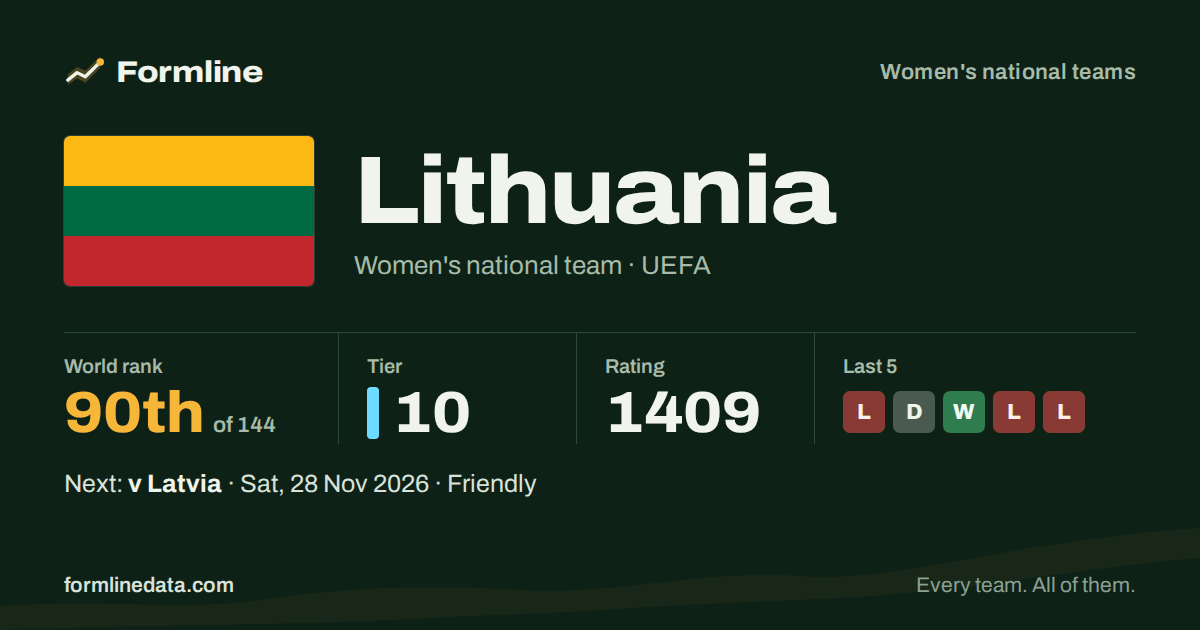 Formline
Women's national teams
Lithuania
Women's national team · UEFA
World rank
90th of 144
Tier
10
Rating
1409
Last 5
L D W L L
Next: v Latvia · Sat, 28 Nov 2026 · Friendly
formlinedata.com
Every team. All of them.